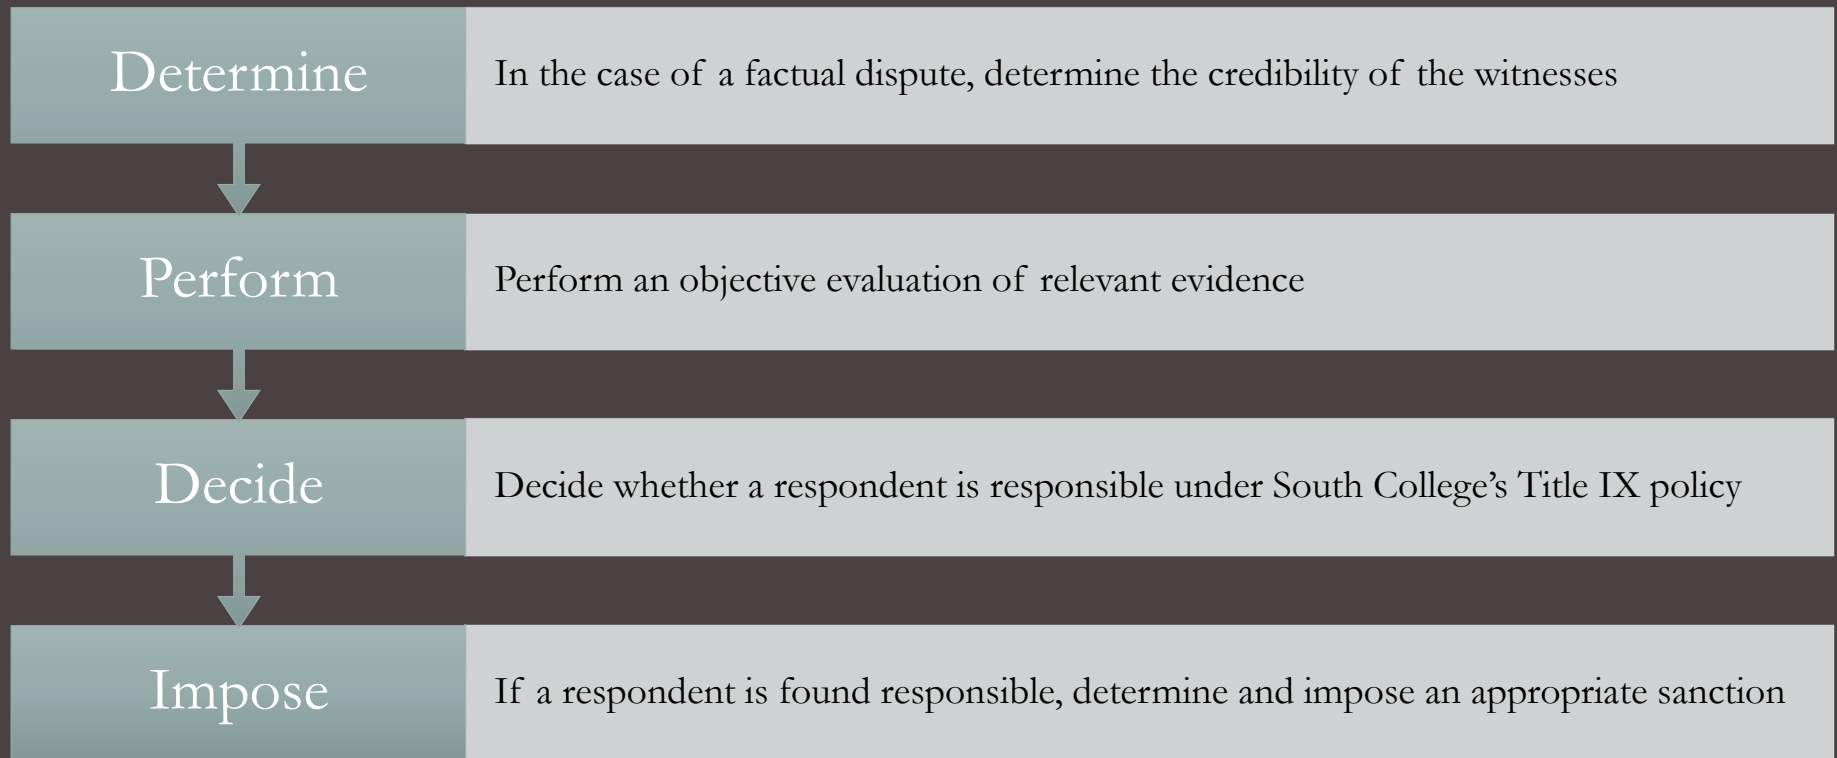 Determine
In the case of a factual dispute, determine the credibility of the witnesses
Perform
Perform an objective evaluation of relevant evidence
Decide
Decide whether a respondent is responsible under South College’s Title IX policy
Impose
If a respondent is found responsible, determine and impose an appropriate sanction